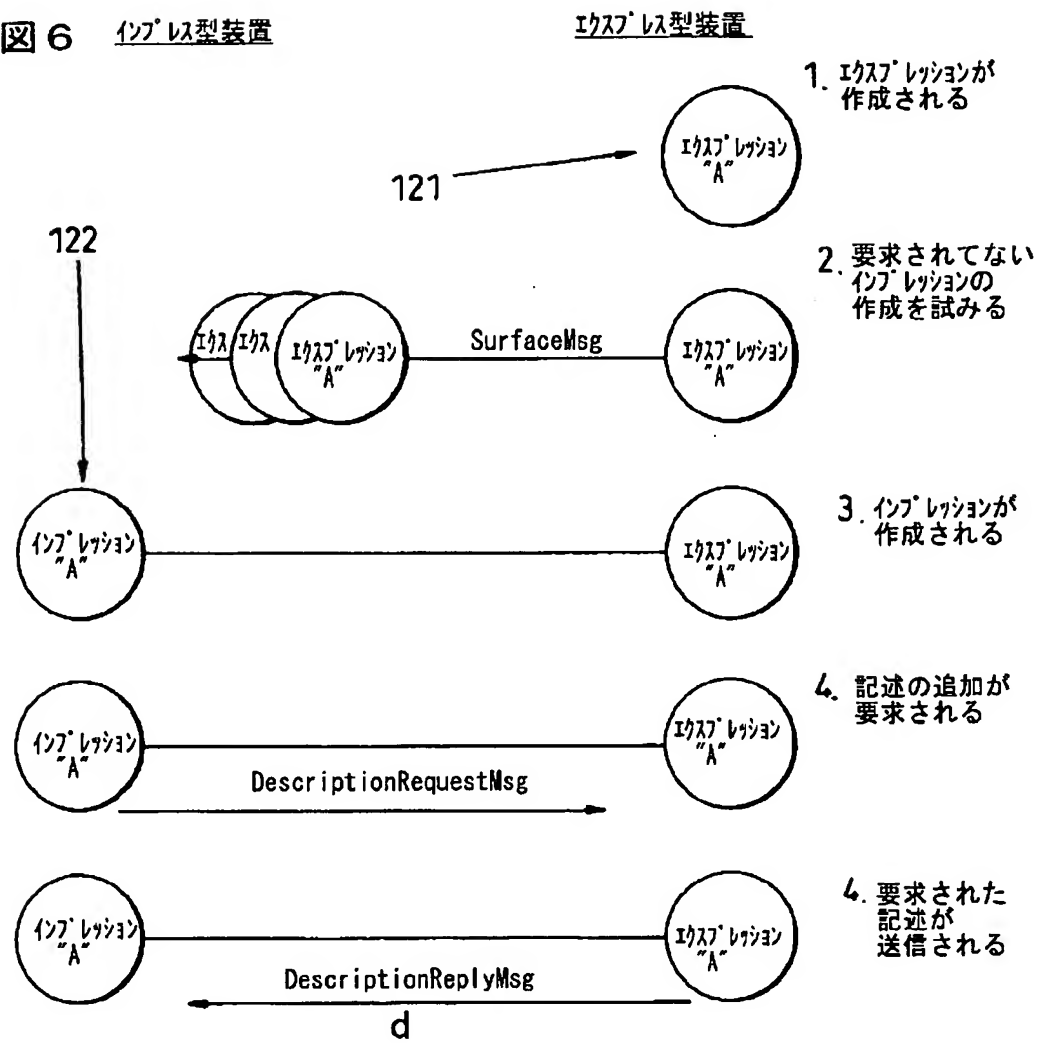 図6 ｲﾝﾌﾟﾚｽ型装置 ｴｸｽﾌﾟﾚｽ型装置
1. ｴｸｽﾌﾟﾚｯｼｮﾝが
作成される
ｴｸｽﾌﾟﾚｯｼｮﾝ
"A"
121
122
2. 要求されてない
ｲﾝﾌﾟﾚｯｼｮﾝの
作成を試みる
ｴｸｽ
ｴｸｽ
ｴｸｽﾌﾟﾚｯｼｮﾝ
"A"
SurfaceMsg
ｴｸｽﾌﾟﾚｯｼｮﾝ
"A"
3. ｲﾝﾌﾟﾚｯｼｮﾝが
作成される
ｲﾝﾌﾟﾚｯｼｮﾝ
"A"
ｴｸｽﾌﾟﾚｯｼｮﾝ
"A"
4. 記述の追加が
要求される
ｲﾝﾌﾟﾚｯｼｮﾝ
"A"
ｴｸｽﾌﾟﾚｯｼｮﾝ
"A"
DescriptionRequestMsg
4. 要求された
記述が
送信される
ｲﾝﾌﾟﾚｯｼｮﾝ
"A"
ｴｸｽﾌﾟﾚｯｼｮﾝ
"A"
DescriptionReplyMsg
d